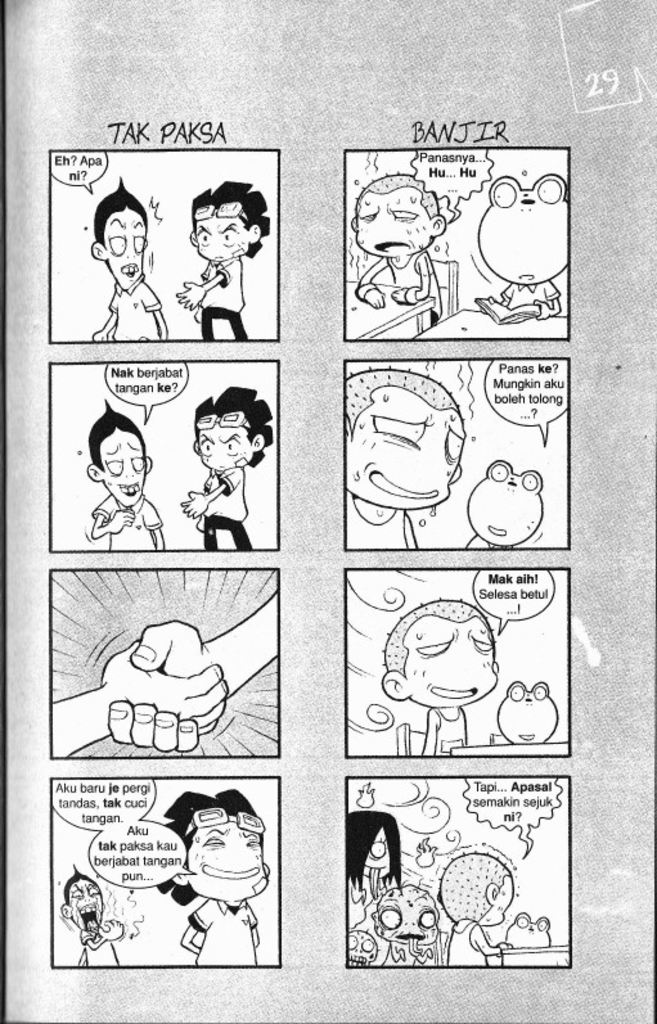 29
TAK PAKSA
Eh? Apa
ni?
Nak berjabat
tangan ke?
Aku baru je pergi
tandas, tak cuci
tangan.
Aku
tak paksa kau
berjabat tangan
pun...
BANJIR
Panasnya...
Hu... Hu
...
Panas ke?
Mungkin aku
boleh tolong
...?
Mak aih!
Selesa betul
...!
Tapi... Apasal
semakin sejuk
ni?